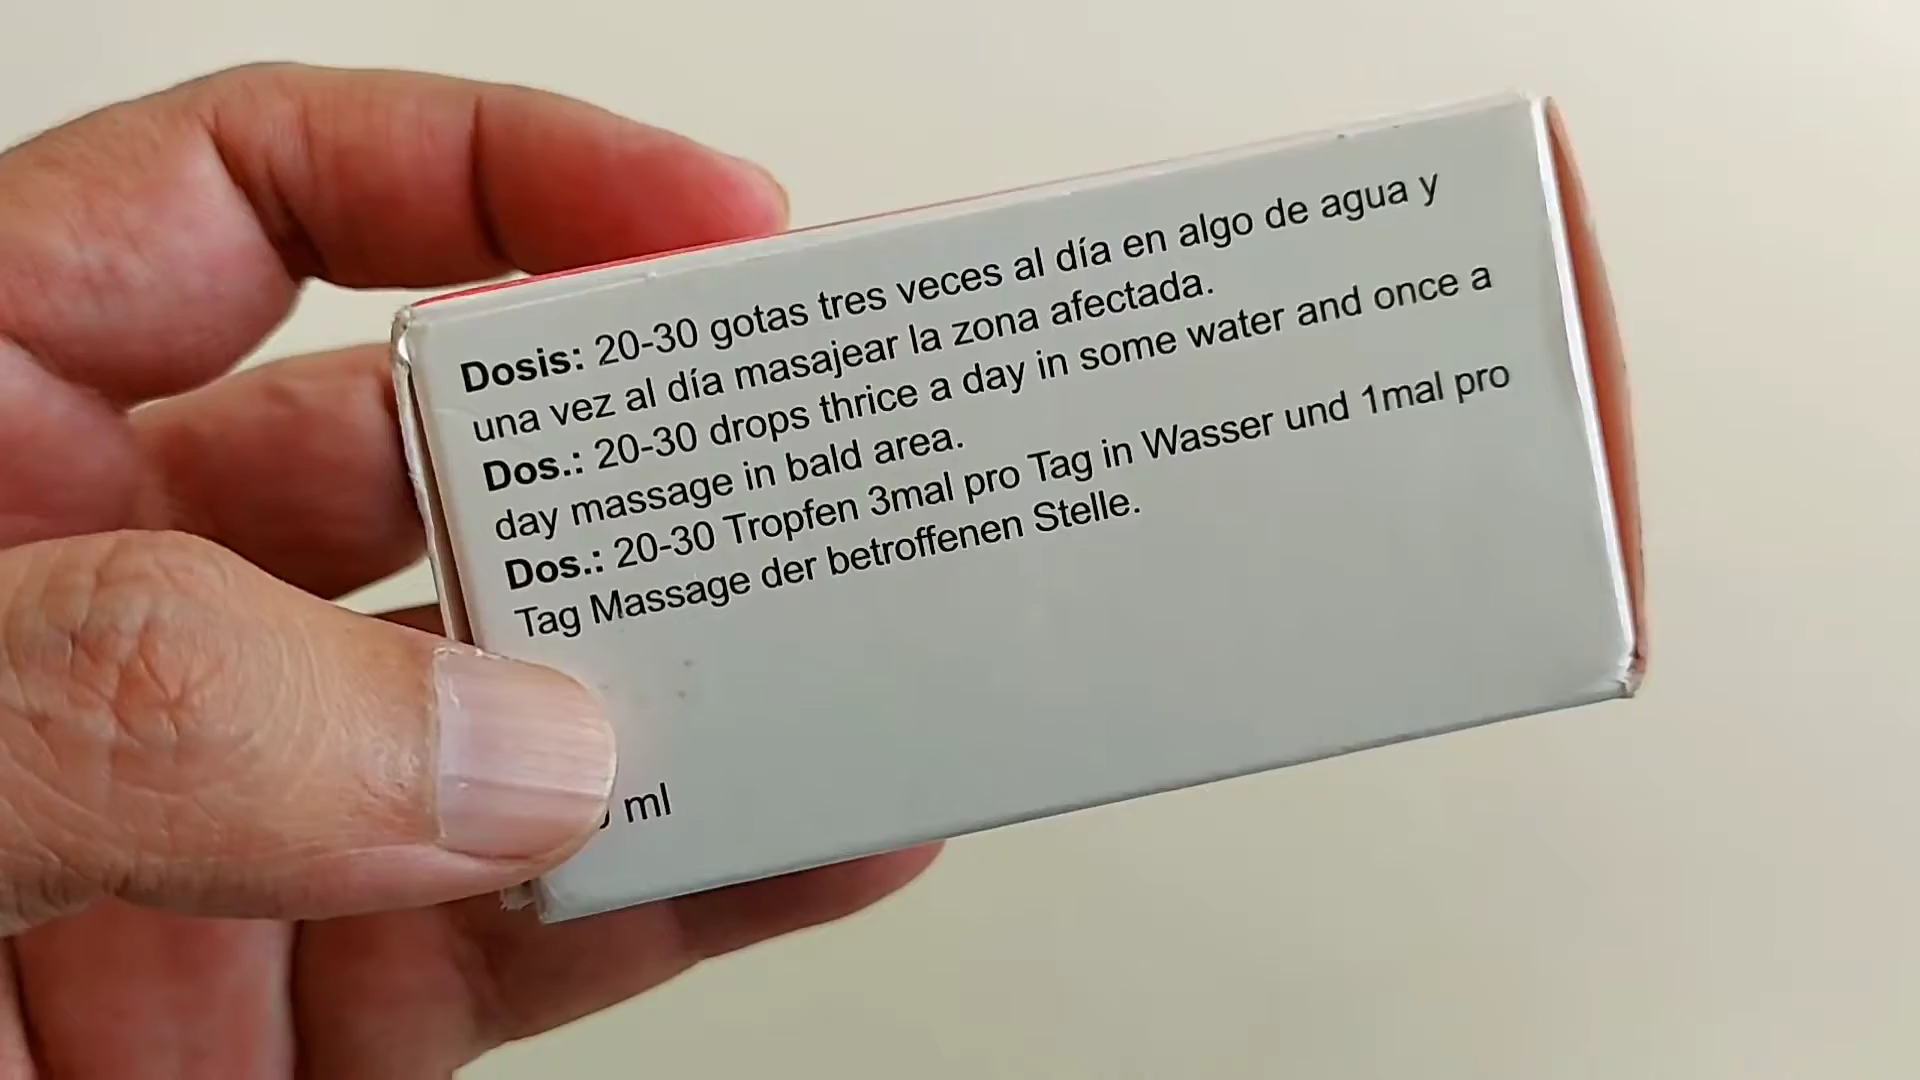 Dosis: 20-30 gotas tres veces al día en algo de agua y
una vez al día masajear la zona afectada.
Dos.: 20-30 drops thrice a day in some water and once a
day massage in bald area.
Dos.: 20-30 Tropfen 3mal pro Tag in Wasser und 1mal pro
Tag Massage der betroffenen Stelle.
ml